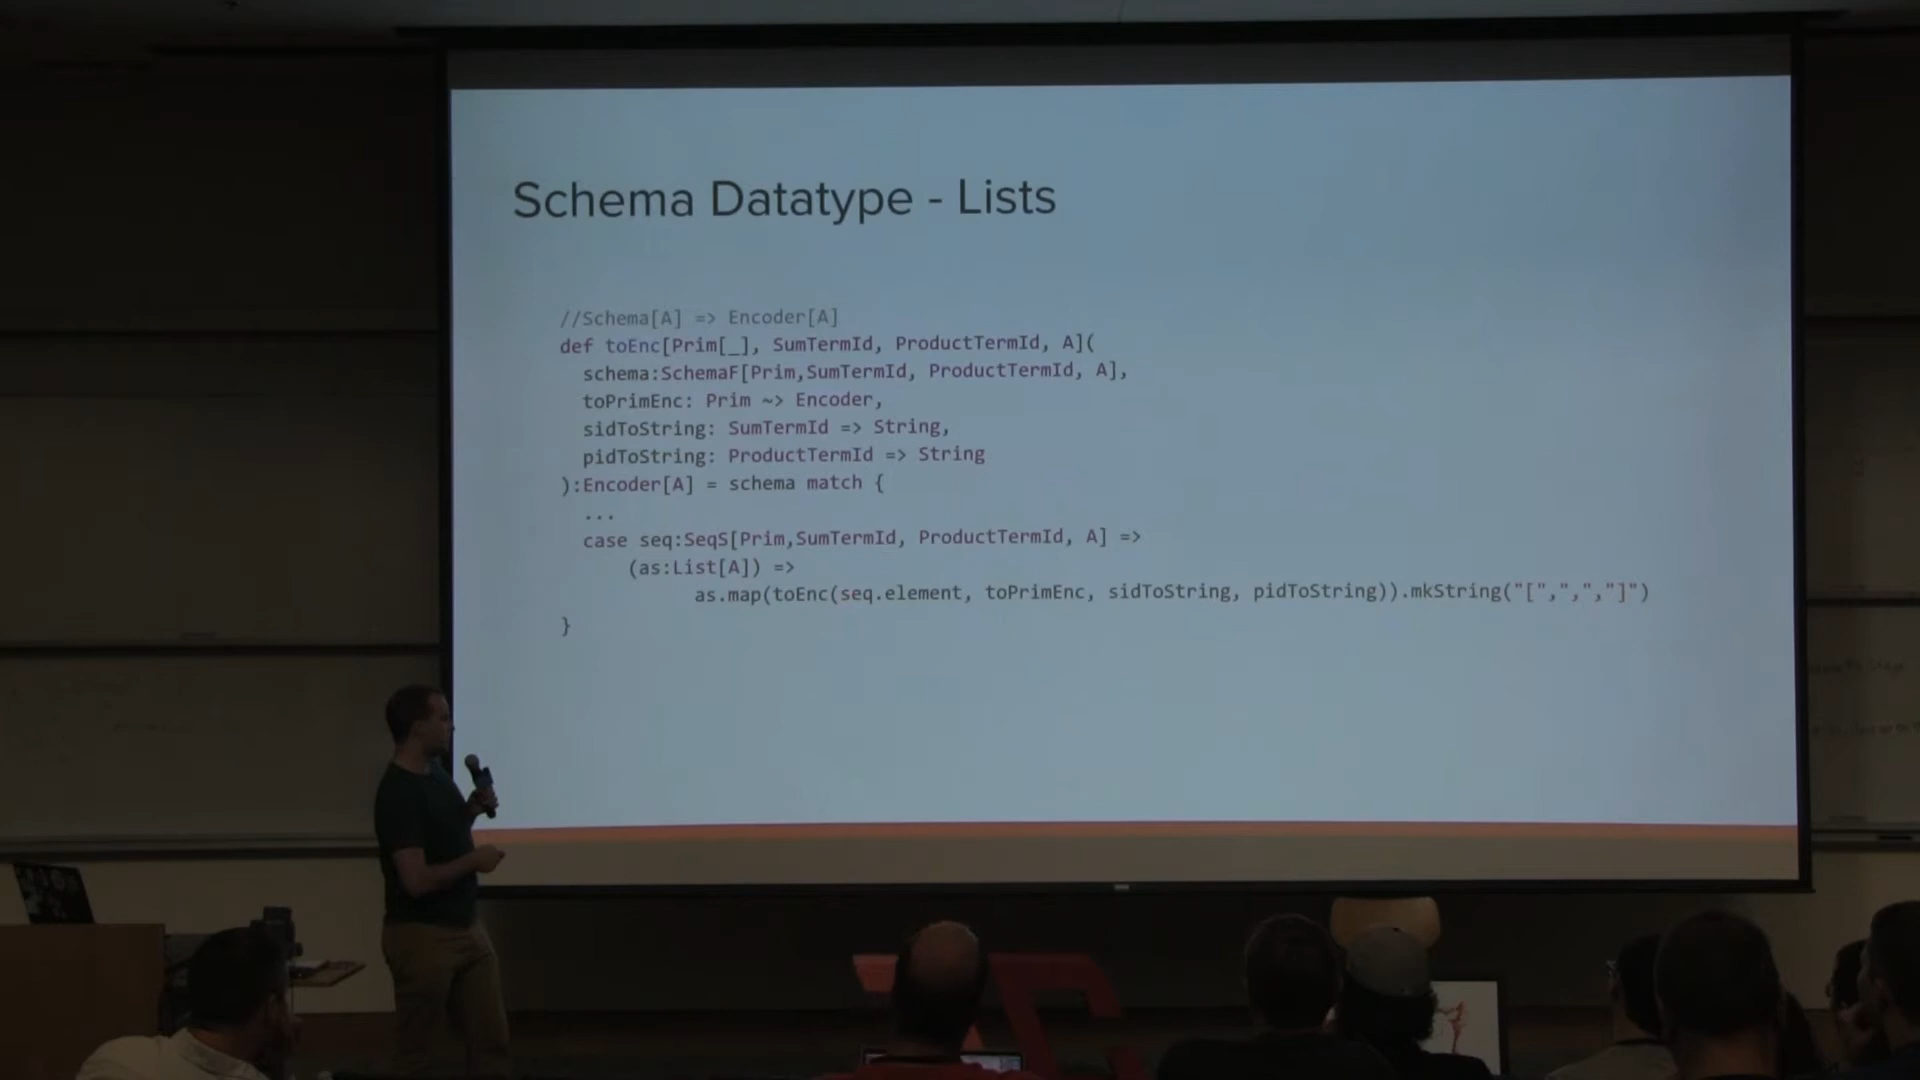 Schema Datatype - Lists
//Schema[A] => Encoder[A]
def toEnc[Prim[_], SumTermId, ProductTermId, A](
schema:SchemaF[Prim,SumTermId, ProductTermId, A],
toPrimEnc: Prim ~> Encoder,
sidToString: SumTermId => String,
pidToString: ProductTermId => String
):Encoder[A] = schema match {
...
case seq:SeqS[Prim,SumTermId, ProductTermId, A] =>
(as:List[A]) =>
as.map(toEnc(seq.element, toPrimEnc, sidToString, pidToString)).mkString("[",",","]")
}